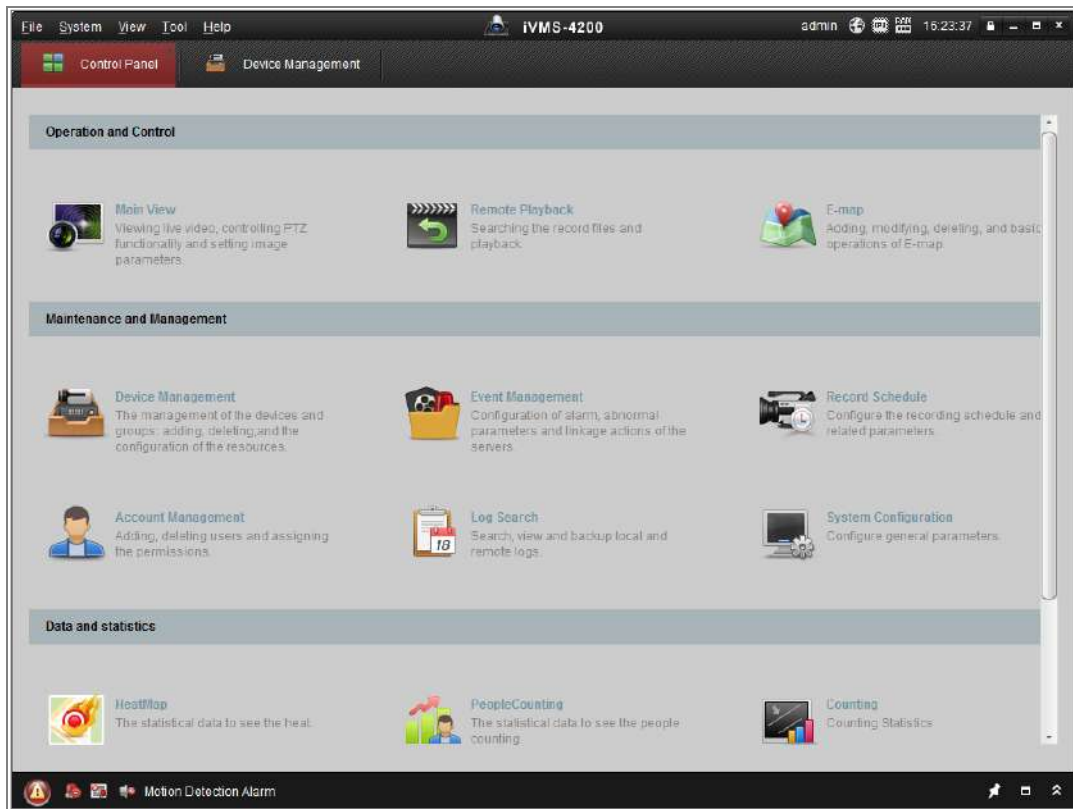 File System View Tool Help
iVMS-4200
admin
16:23:37
Control Panel
Device Management
Operation and Control
Main View
Viewing live video, controlling PTZ
functionality and setting image
parameters.
Remote Playback
Searching the record files and
playback.
E-map
Adding, modifying, deleting, and basic
operations of E-map.
Maintenance and Management
Device Management
The management of the devices and
groups: adding, deleting,and the
configuration of the resources.
Event Management
Configuration of alarm, abnormal
parameters and linkage actions of the
servers.
Record Schedule
Configure the recording schedule and
related parameters.
Account Management
Adding, deleting users and assigning
the permissions.
Log Search
Search, view and backup local and
remote logs.
18
System Configuration
Configure general parameters.
Data and statistics
HeatMap
The statistical data to see the heat.
PeopleCounting
The statistical data to see the people
counting.
Counting
Counting Statistics
Motion Detection Alarm